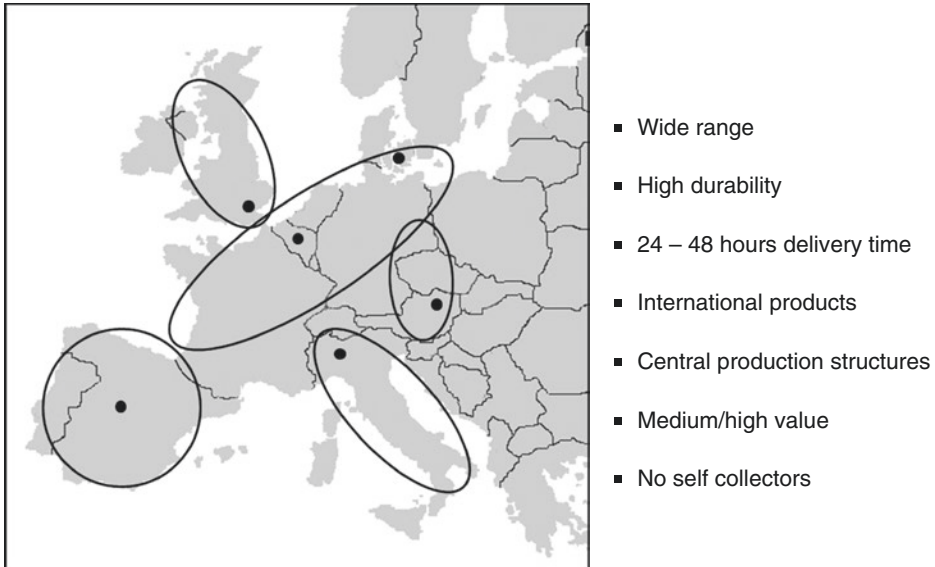 Wide range
High durability
24 – 48 hours delivery time
International products
Central production structures
Medium/high value
No self collectors